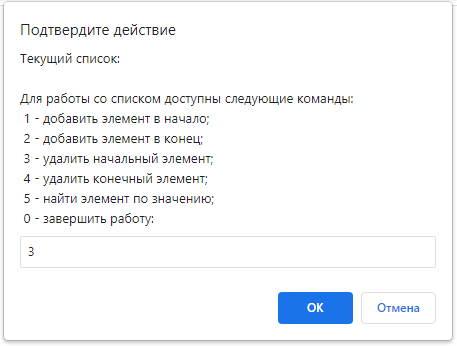 Подтвердите действие
Текущий список:
Для работы со списком доступны следующие команды:
1 - добавить элемент в начало;
2 - добавить элемент в конец;
3 - удалить начальный элемент;
4 - удалить конечный элемент;
5 - найти элемент по значению;
0 - завершить работу:
3
ОК Отмена